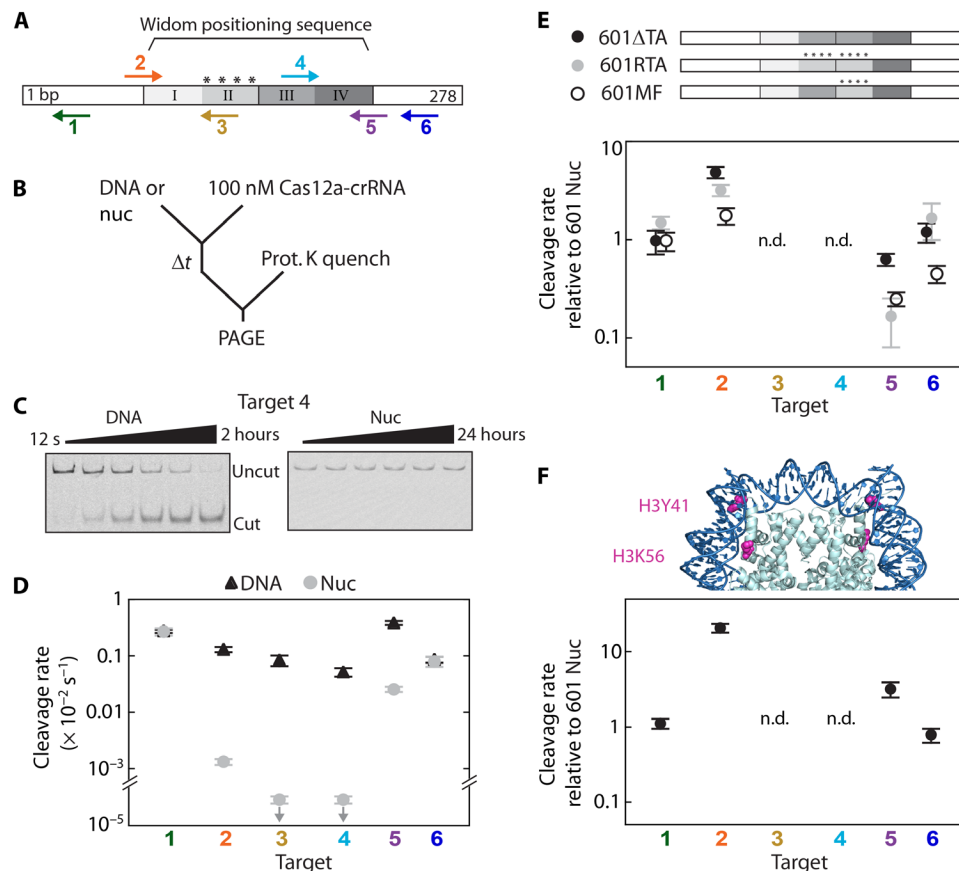 A
Widom positioning sequence
2
4
* * * *
1 bp
I
II
III
IV
278
1
3
5
6
B
DNA or
nuc
100 nM Cas12a-crRNA
Δt
Prot. K quench
PAGE
C
Target 4
DNA
Nuc
12 s
2 hours
24 hours
Uncut
Cut
D
DNA
Nuc
Cleavage rate
(× 10⁻² s⁻¹)
1
0.1
0.01
10⁻³
10⁻⁵
1 2 3 4 5 6
Target
E
601ΔTA
* * * * * * * *
601RTA
* * * *
601MF
Cleavage rate
relative to 601 Nuc
10
1
0.1
n.d.
n.d.
1 2 3 4 5 6
Target
F
H3Y41
H3K56
Cleavage rate
relative to 601 Nuc
10
1
0.1
n.d.
n.d.
1 2 3 4 5 6
Target